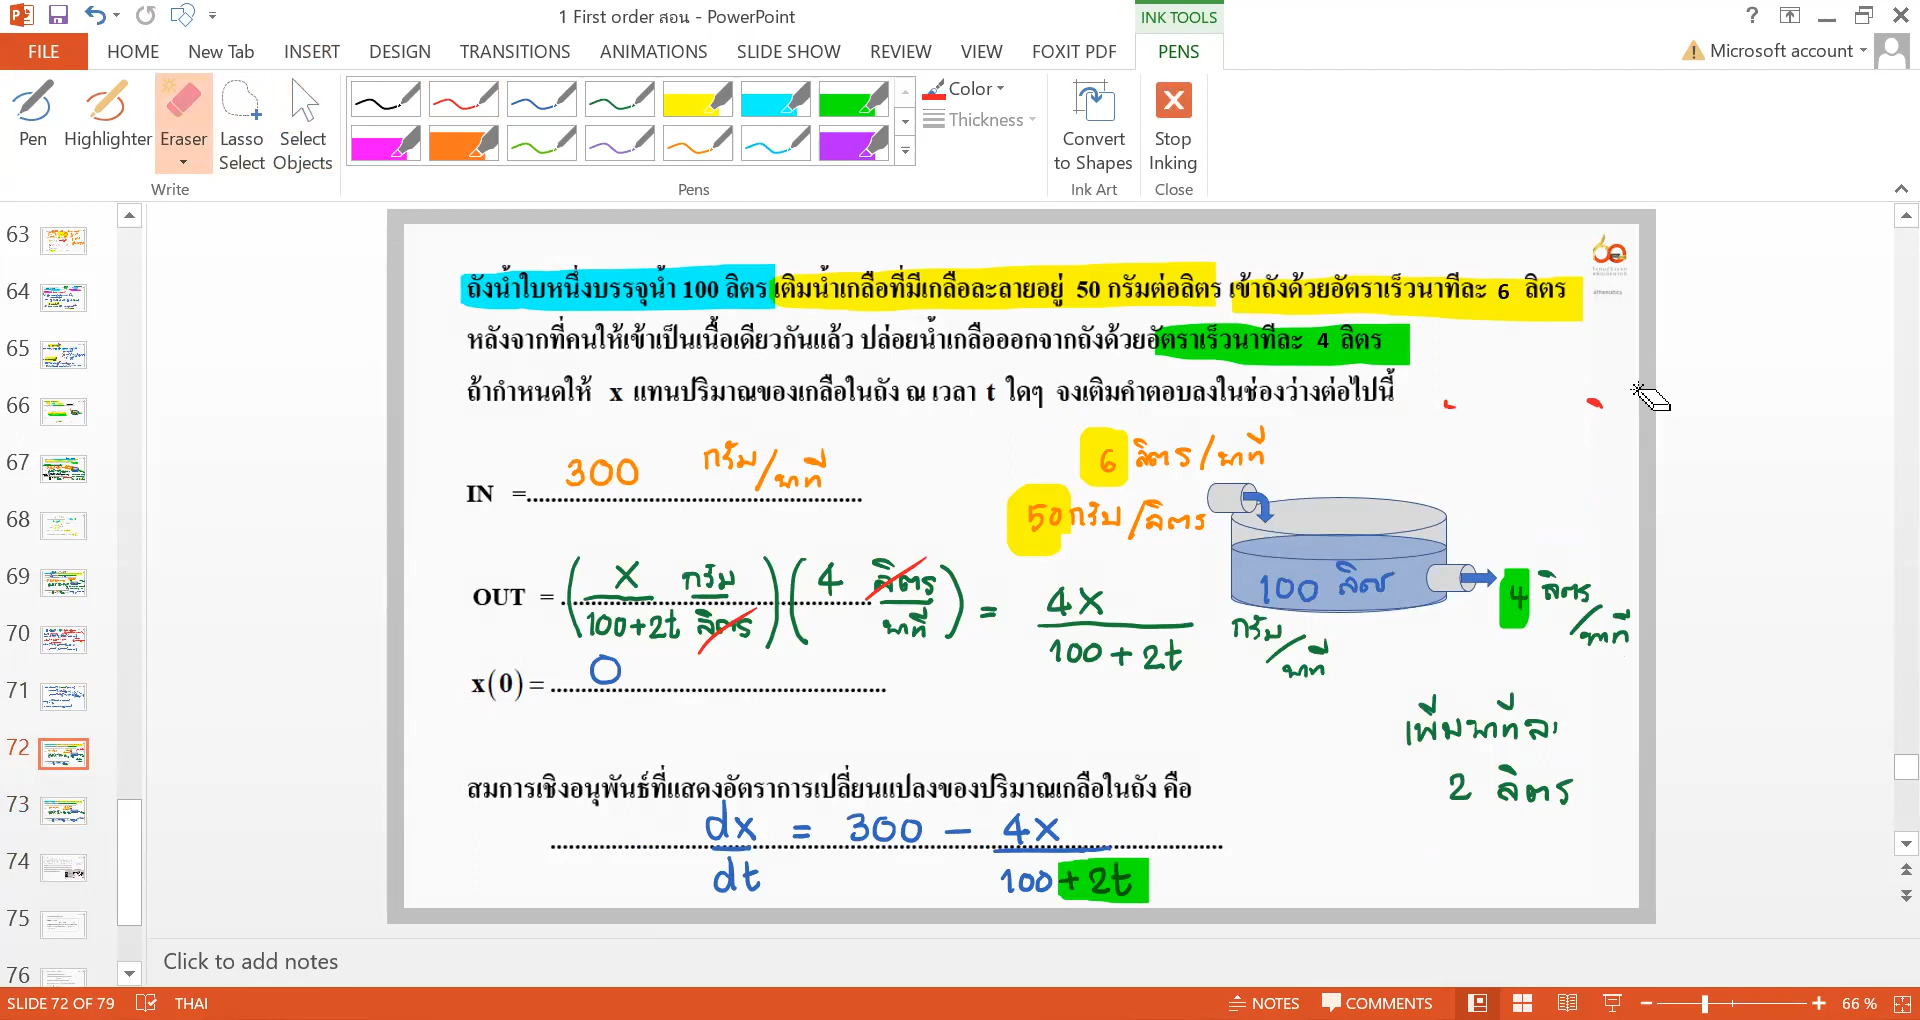 1 First order สอน - PowerPoint
INK TOOLS
?
FILE HOME New Tab INSERT DESIGN TRANSITIONS ANIMATIONS SLIDE SHOW REVIEW VIEW FOXIT PDF PENS Microsoft account
Pen Highlighter Eraser Lasso Select Select Objects Color Thickness Convert to Shapes Stop Inking
Write Pens Ink Art Close
63
64
65
66
67
68
69
70
71
72
73
74
75
76
ถังน้ำใบหนึ่งบรรจุน้ำ 100 ลิตร เติมน้ำเกลือที่มีเกลือละลายอยู่ 50 กรัมต่อลิตร เข้าถังด้วยอัตราเร็วนาทีละ 6 ลิตร
หลังจากที่คนให้เข้าเป็นเนื้อเดียวกันแล้ว ปล่อยน้ำเกลือออกจากถังด้วยอัตราเร็วนาทีละ 4 ลิตร
ถ้ากำหนดให้ x แทนปริมาณของเกลือในถัง ณ เวลา t ใดๆ จงเติมคำตอบลงในช่องว่างต่อไปนี้
6 ลิตร/นาที
IN = 300 กรัม/นาที
50 กรัม/ลิตร
100 ลิตร
4 ลิตร/นาที
OUT = (x กรัม / 100+2t ลิตร) (4 ลิตร / นาที) = 4x / 100+2t กรัม/นาที
x(0) = 0
เพิ่มนาทีละ
2 ลิตร
สมการเชิงอนุพันธ์ที่แสดงอัตราการเปลี่ยนแปลงของปริมาณเกลือในถัง คือ
dx/dt = 300 - 4x / 100+2t
Click to add notes
SLIDE 72 OF 79 THAI NOTES COMMENTS 66 %